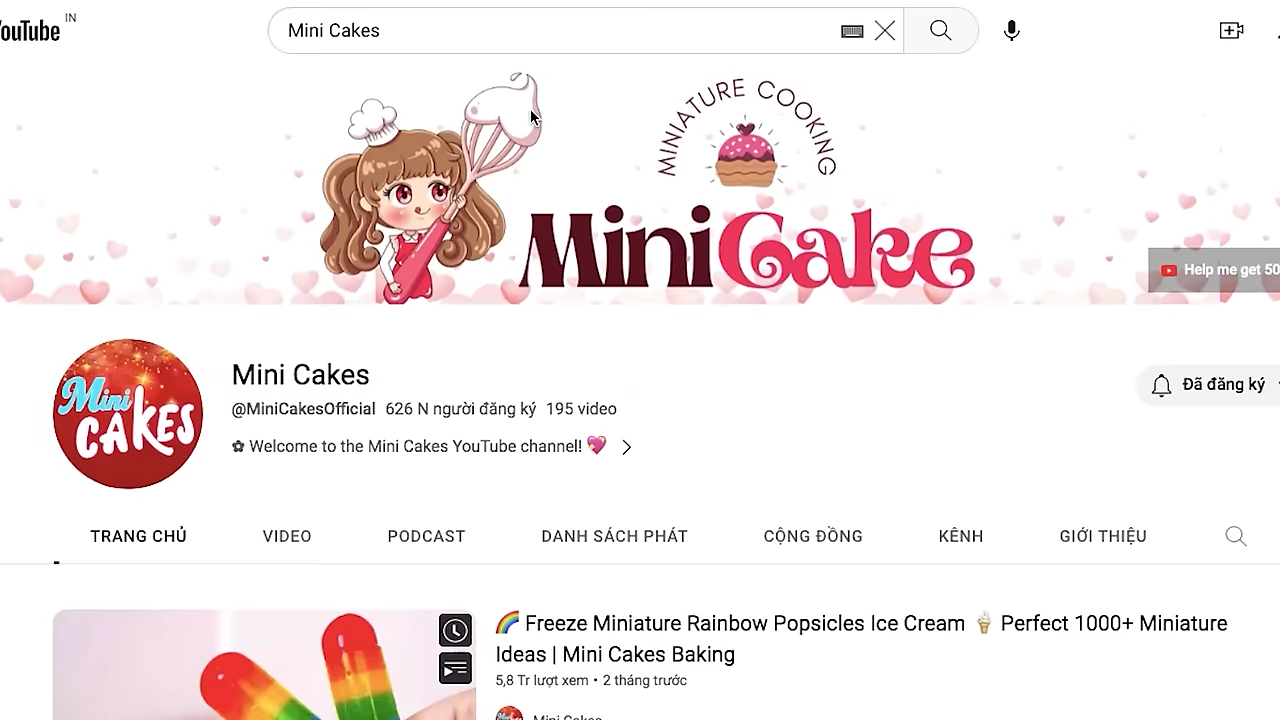 YouTube IN
Mini Cakes
MINIATURE COOKING
MiniCake
Help me get 50
Mini
CAKES
Mini Cakes
@MiniCakesOfficial 626 N người đăng ký 195 video
✿ Welcome to the Mini Cakes YouTube channel! 💖
Đã đăng ký
TRANG CHỦ VIDEO PODCAST DANH SÁCH PHÁT CỘNG ĐỒNG KÊNH GIỚI THIỆU
🌈 Freeze Miniature Rainbow Popsicles Ice Cream 🍦 Perfect 1000+ Miniature
Ideas | Mini Cakes Baking
5,8 Tr lượt xem • 2 tháng trước
Mini Cakes